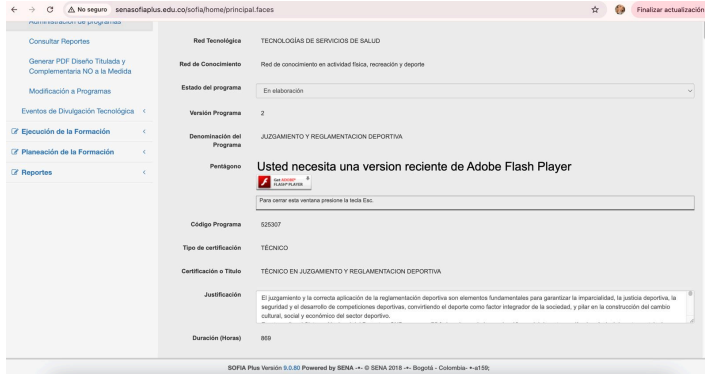 No seguro
senasofiaplus.edu.co/sofia/home/principal.faces
Finalizar actualización
Administración de programas
Consultar Reportes
Generar PDF Diseño Titulada y
Complementaria NO a la Medida
Modificación a Programas
Eventos de Divulgación Tecnológica
Ejecución de la Formación
Planeación de la Formación
Reportes
Red Tecnológica TECNOLOGÍAS DE SERVICIOS DE SALUD
Red de Conocimiento Red de conocimiento en actividad física, recreación y deporte
Estado del programa En elaboración
Versión Programa 2
Denominación del JUZGAMIENTO Y REGLAMENTACION DEPORTIVA
Programa
Pentágono Usted necesita una version reciente de Adobe Flash Player
GET ADOBE®
FLASH® PLAYER
Para cerrar esta ventana presione la tecla Esc.
Código Programa 525307
Tipo de certificación TÉCNICO
Certificación o Titulo TÉCNICO EN JUZGAMIENTO Y REGLAMENTACION DEPORTIVA
Justificación El juzgamiento y la correcta aplicación de la reglamentación deportiva son elementos fundamentales para garantizar la imparcialidad, la justicia deportiva, la
seguridad y el desarrollo de competiciones deportivas, convirtiendo el deporte como factor integrador de la sociedad, y pilar en la construcción del cambio
cultural, social y económico del sector deportivo.
Duración (Horas) 869
SOFIA Plus Versión 9.0.80 Powered by SENA -•- © SENA 2018 -•- Bogotá - Colombia- •-a159;